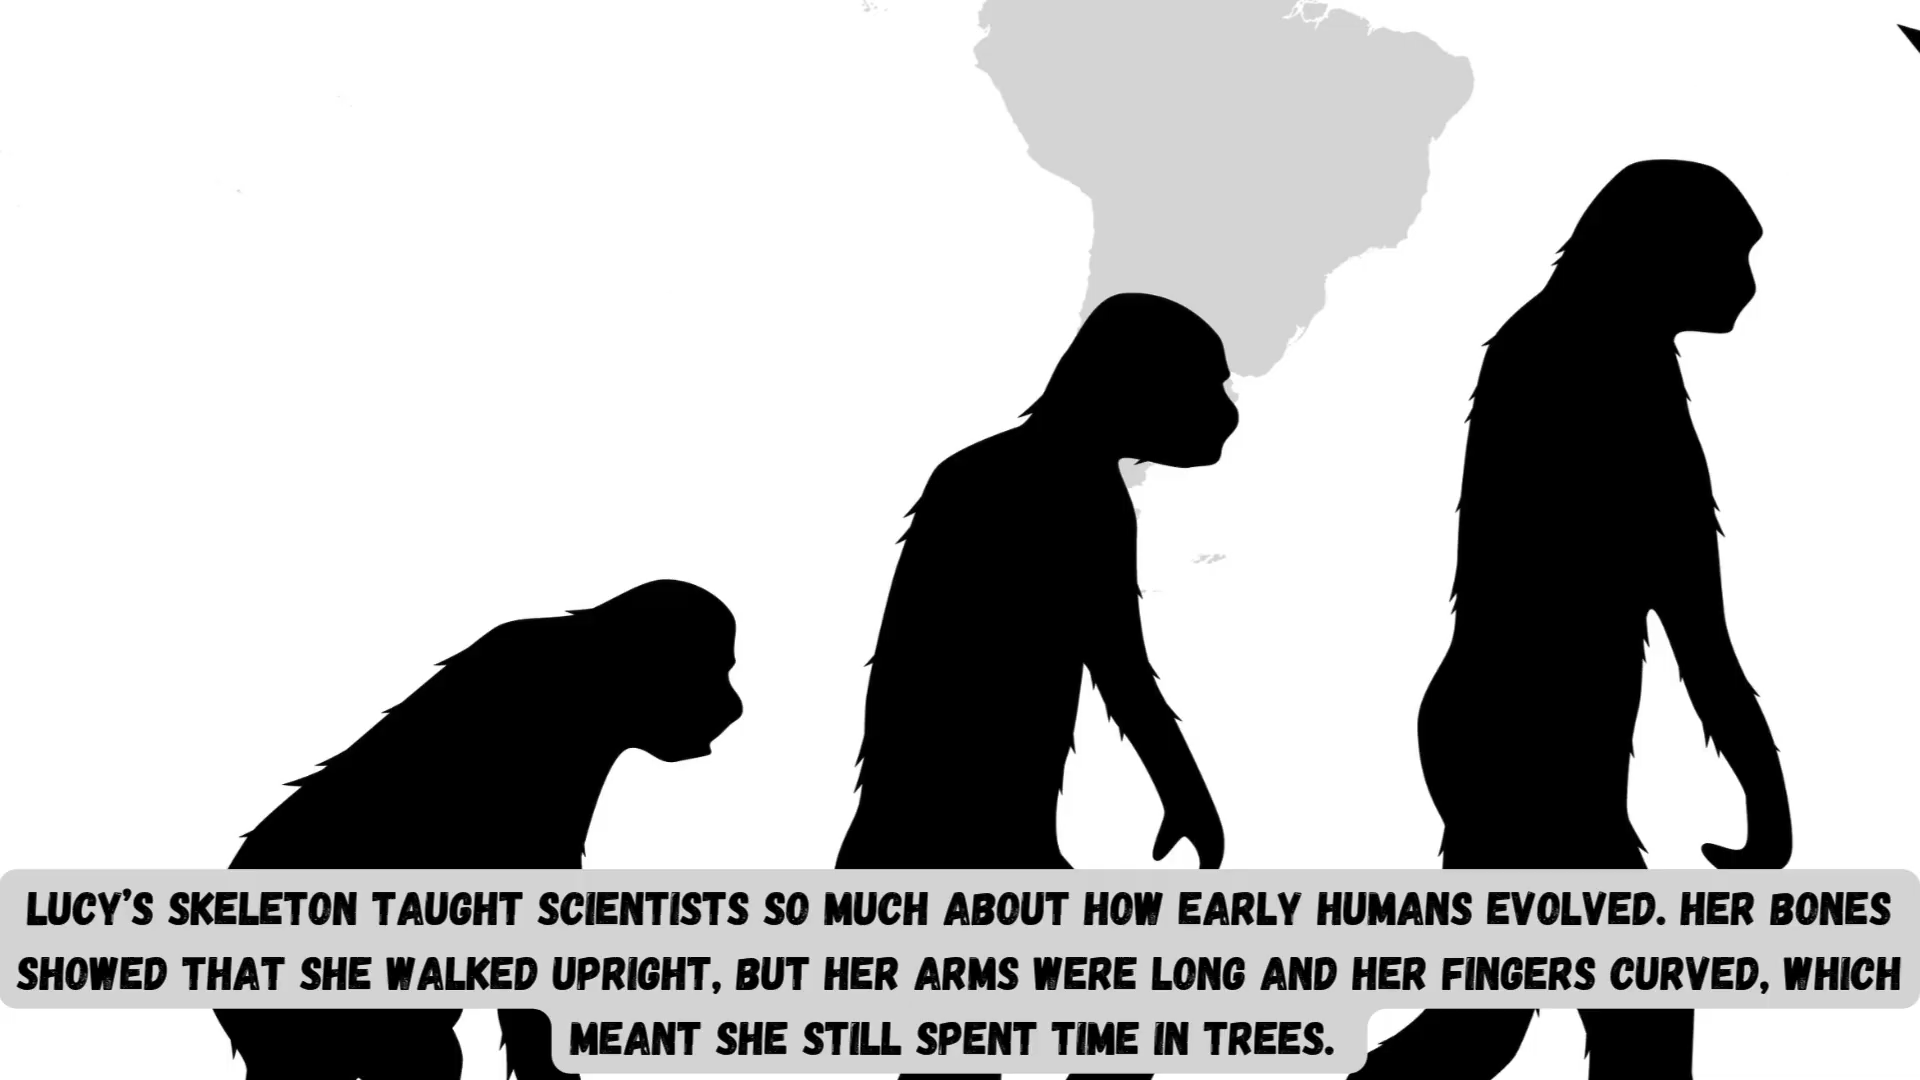 LUCY'S SKELETON TAUGHT SCIENTISTS SO MUCH ABOUT HOW EARLY HUMANS EVOLVED. HER BONES
SHOWED THAT SHE WALKED UPRIGHT, BUT HER ARMS WERE LONG AND HER FINGERS CURVED, WHICH
MEANT SHE STILL SPENT TIME IN TREES.